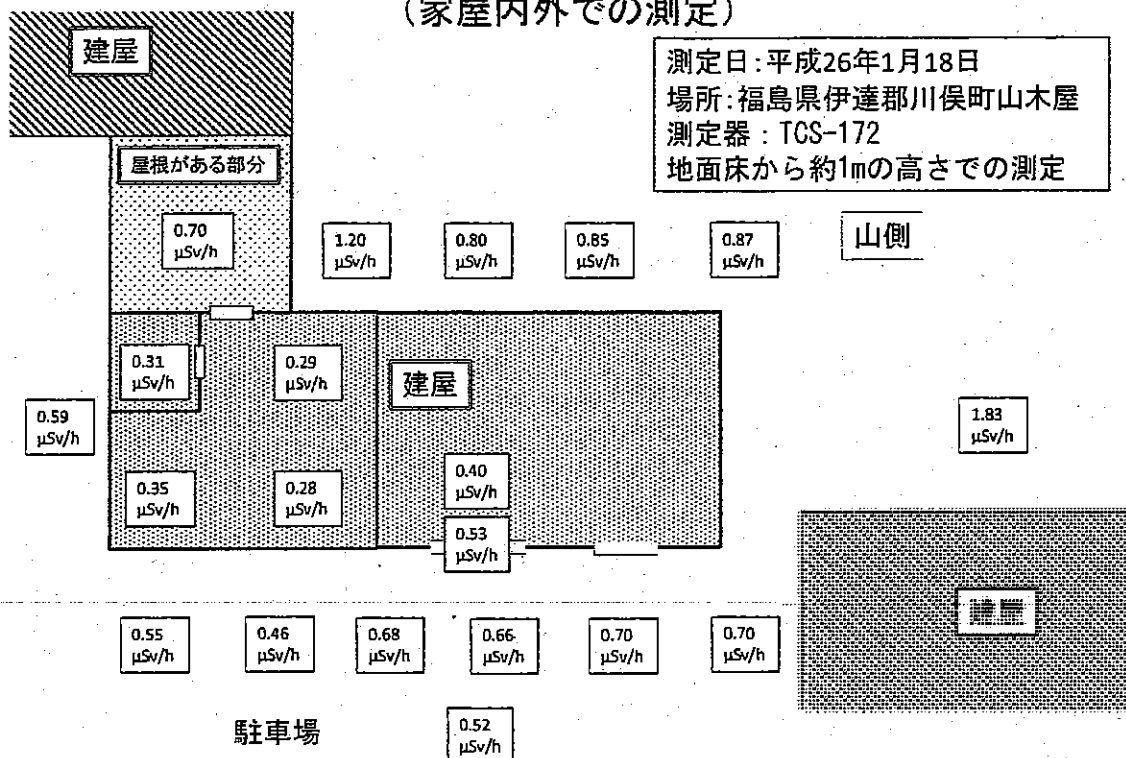 (家屋内外での測定)
建屋
測定日:平成26年1月18日
場所:福島県伊達郡川俣町山木屋
測定器:TCS-172
地面床から約1mの高さでの測定
屋根がある部分
0.70
μSv/h
1.20
μSv/h
0.80
μSv/h
0.85
μSv/h
0.87
μSv/h
山側
0.31
μSv/h
0.29
μSv/h
建屋
0.59
μSv/h
1.83
μSv/h
0.35
μSv/h
0.28
μSv/h
0.40
μSv/h
0.53
μSv/h
建屋
0.55
μSv/h
0.46
μSv/h
0.68
μSv/h
0.66
μSv/h
0.70
μSv/h
0.70
μSv/h
駐車場
0.52
μSv/h